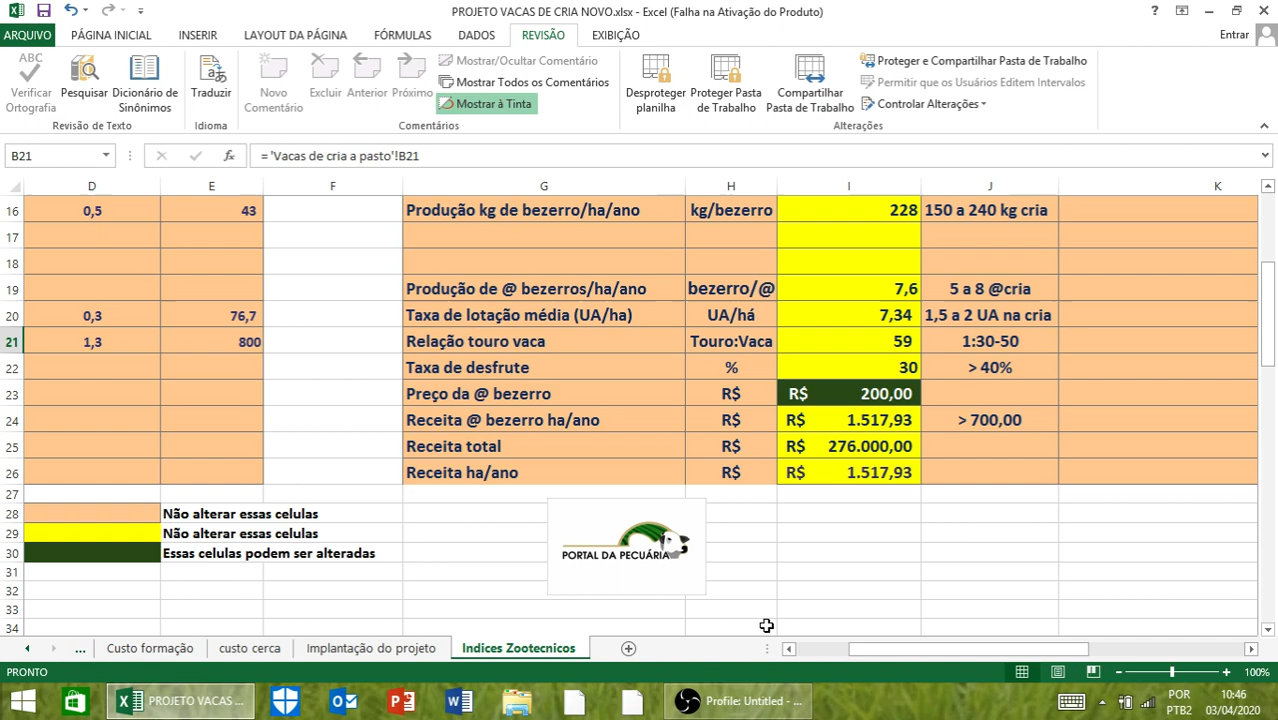 PROJETO VACAS DE CRIA NOVO.xlsx - Excel (Falha na Ativação do Produto)
ARQUIVO PÁGINA INICIAL INSERIR LAYOUT DA PÁGINA FÓRMULAS DADOS REVISÃO EXIBIÇÃO Entrar
Verificar Ortografia
Pesquisar
Dicionário de Sinônimos
Traduzir
Novo Comentário
Excluir
Anterior
Próximo
Mostrar/Ocultar Comentário
Mostrar Todos os Comentários
Mostrar à Tinta
Desproteger planilha
Proteger Pasta de Trabalho
Compartilhar Pasta de Trabalho
Proteger e Compartilhar Pasta de Trabalho
Permitir que os Usuários Editem Intervalos
Controlar Alterações
Revisão de Texto Idioma Comentários Alterações
B21 = 'Vacas de cria a pasto'!B21
D E F G H I J K
16 0,5 43 Produção kg de bezerro/ha/ano kg/bezerro 228 150 a 240 kg cria
17
18
19 Produção de @ bezerros/ha/ano bezerro/@ 7,6 5 a 8 @cria
20 0,3 76,7 Taxa de lotação média (UA/ha) UA/há 7,34 1,5 a 2 UA na cria
21 1,3 800 Relação touro vaca Touro:Vaca 59 1:30-50
22 Taxa de desfrute % 30 > 40%
23 Preço da @ bezerro R$ R$ 200,00
24 Receita @ bezerro ha/ano R$ R$ 1.517,93 > 700,00
25 Receita total R$ R$ 276.000,00
26 Receita ha/ano R$ R$ 1.517,93
27
28 Não alterar essas celulas
29 Não alterar essas celulas
30 Essas celulas podem ser alteradas
PORTAL DA PECUÁRIA
31
32
33
34
... Custo formação custo cerca Implantação do projeto Indices Zootecnicos
PRONTO 100%
PROJETO VACAS ... Profile: Untitled - ... POR PTB2 10:46 03/04/2020